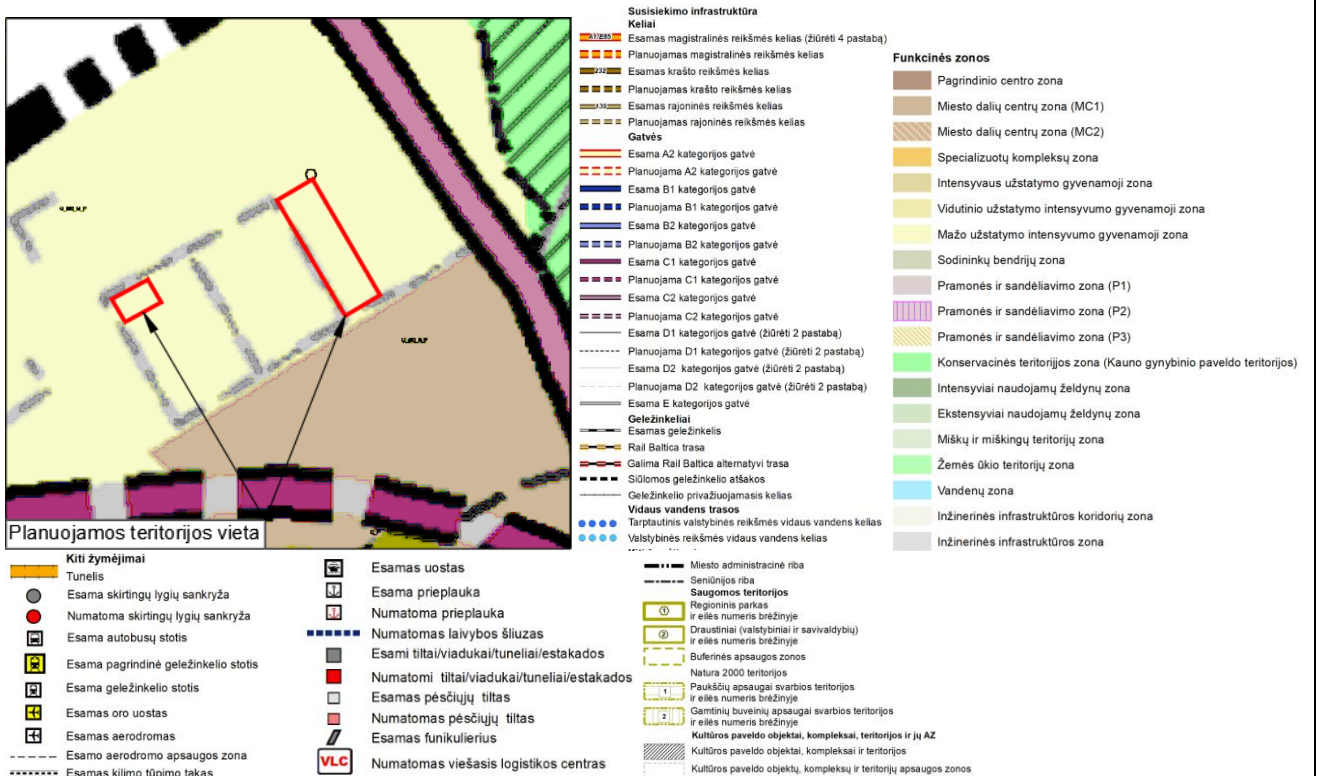 Planuojamos teritorijos vieta
Susisiekimo infrastruktūra
Keliai
A1/E85
Esamas magistralinės reikšmės kelias (žiūrėti 4 pastabą)
Planuojamas magistralinės reikšmės kelias
Esamas krašto reikšmės kelias
Planuojamas krašto reikšmės kelias
130
Esamas rajoninės reikšmės kelias
Planuojamas rajoninės reikšmės kelias
Gatvės
Esama A2 kategorijos gatvė
Planuojama A2 kategorijos gatvė
Esama B1 kategorijos gatvė
Planuojama B1 kategorijos gatvė
Esama B2 kategorijos gatvė
Planuojama B2 kategorijos gatvė
Esama C1 kategorijos gatvė
Planuojama C1 kategorijos gatvė
Esama C2 kategorijos gatvė
Planuojama C2 kategorijos gatvė
Esama D1 kategorijos gatvė (žiūrėti 2 pastabą)
Planuojama D1 kategorijos gatvė (žiūrėti 2 pastabą)
Esama D2 kategorijos gatvė (žiūrėti 2 pastabą)
Planuojama D2 kategorijos gatvė (žiūrėti 2 pastabą)
Esama E kategorijos gatvė
Geležinkeliai
Esamas geležinkelis
Rail Baltica trasa
Galima Rail Baltica alternatyvi trasa
Siūlomos geležinkelio atšakos
Geležinkelio privažiuojamasis kelias
Vidaus vandens trasos
Tarptautinis valstybinės reikšmės vidaus vandens kelias
Valstybinės reikšmės vidaus vandens kelias
Funkcinės zonos
Pagrindinio centro zona
Miesto dalių centrų zona (MC1)
Miesto dalių centrų zona (MC2)
Specializuotų kompleksų zona
Intensyvaus užstatymo gyvenamoji zona
Vidutinio užstatymo intensyvumo gyvenamoji zona
Mažo užstatymo intensyvumo gyvenamoji zona
Sodininkų bendrijų zona
Pramonės ir sandėliavimo zona (P1)
Pramonės ir sandėliavimo zona (P2)
Pramonės ir sandėliavimo zona (P3)
Konservacinės teritorijjos zona (Kauno gynybinio paveldo teritorijos)
Intensyviai naudojamų želdynų zona
Ekstensyviai naudojamų želdynų zona
Miškų ir miškingų teritorijų zona
Žemės ūkio teritorijų zona
Vandenų zona
Inžinerinės infrastruktūros koridorių zona
Inžinerinės infrastruktūros zona
Kiti žymėjimai
Tunelis
Esama skirtingų lygių sankryža
Numatoma skirtingų lygių sankryža
Esama autobusų stotis
Esama pagrindinė geležinkelio stotis
Esama geležinkelio stotis
Esamas oro uostas
Esamas aerodromas
Esamo aerodromo apsaugos zona
Esamas kilimo tūpimo takas
Esamas uostas
Esama prieplauka
Numatoma prieplauka
Numatomas laivybos šliuzas
Esami tiltai/viadukai/tuneliai/estakados
Numatomi tiltai/viadukai/tuneliai/estakados
Esamas pėsčiųjų tiltas
Numatomas pėsčiųjų tiltas
Esamas funikulierius
VLC
Numatomas viešasis logistikos centras
Miesto administracinė riba
Seniūnijos riba
Saugomos teritorijos
1
Regioninis parkas
ir eilės numeris brėžinyje
2
Draustiniai (valstybiniai ir savivaldybių)
ir eilės numeris brėžinyje
Buferinės apsaugos zonos
Natura 2000 teritorijos
1
Paukščių apsaugai svarbios teritorijos
ir eilės numeris brėžinyje
2
Gamtinių buveinių apsaugai svarbios teritorijos
ir eilės numeris brėžinyje
Kultūros paveldo objektai, kompleksai, teritorijos ir jų AZ
Kultūros paveldo objektai, kompleksai ir teritorijos
Kultūros paveldo objektų, kompleksų ir teritorijų apsaugos zonos